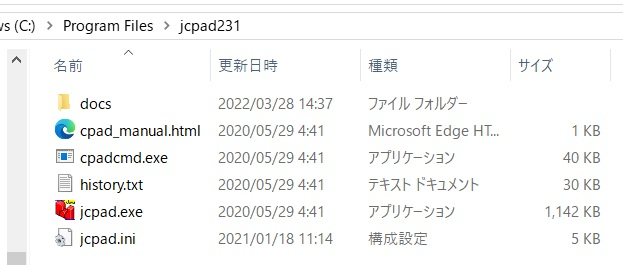 ws (C:) > Program Files > jcpad231
名前 更新日時 種類 サイズ
docs 2022/03/28 14:37 ファイル フォルダー
cpad_manual.html 2020/05/29 4:41 Microsoft Edge HT... 1 KB
cpadcmd.exe 2020/05/29 4:41 アプリケーション 40 KB
history.txt 2020/05/29 4:41 テキスト ドキュメント 30 KB
jcpad.exe 2020/05/29 4:41 アプリケーション 1,142 KB
jcpad.ini 2021/01/18 11:14 構成設定 5 KB